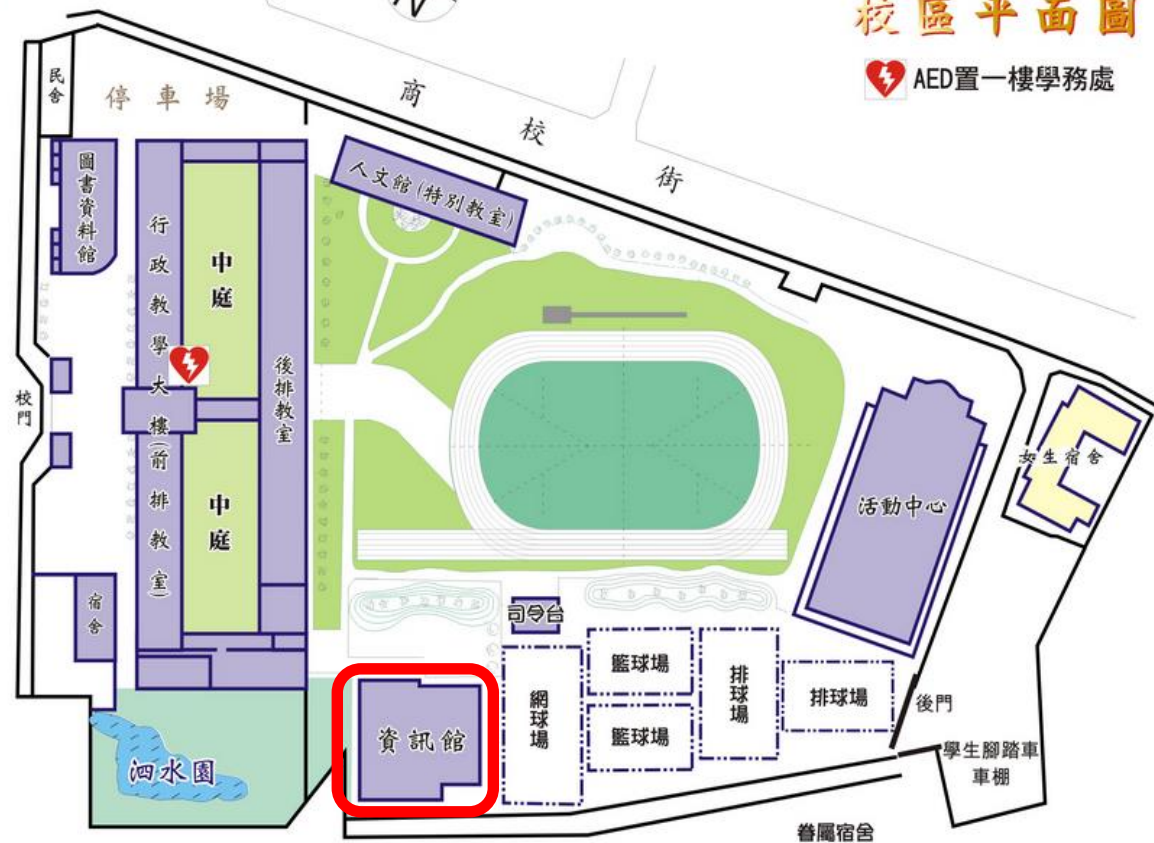 N
校區平面圖
AED置一樓學務處
民舍
停車場
商校街
圖書資料館
人文館(特別教室)
行政教學大樓(前排教室)
中庭
後排教室
校門
中庭
女生宿舍
活動中心
宿舍
司令台
籃球場
網球場
排球場
排球場
籃球場
資訊館
後門
泗水園
學生腳踏車
車棚
眷屬宿舍